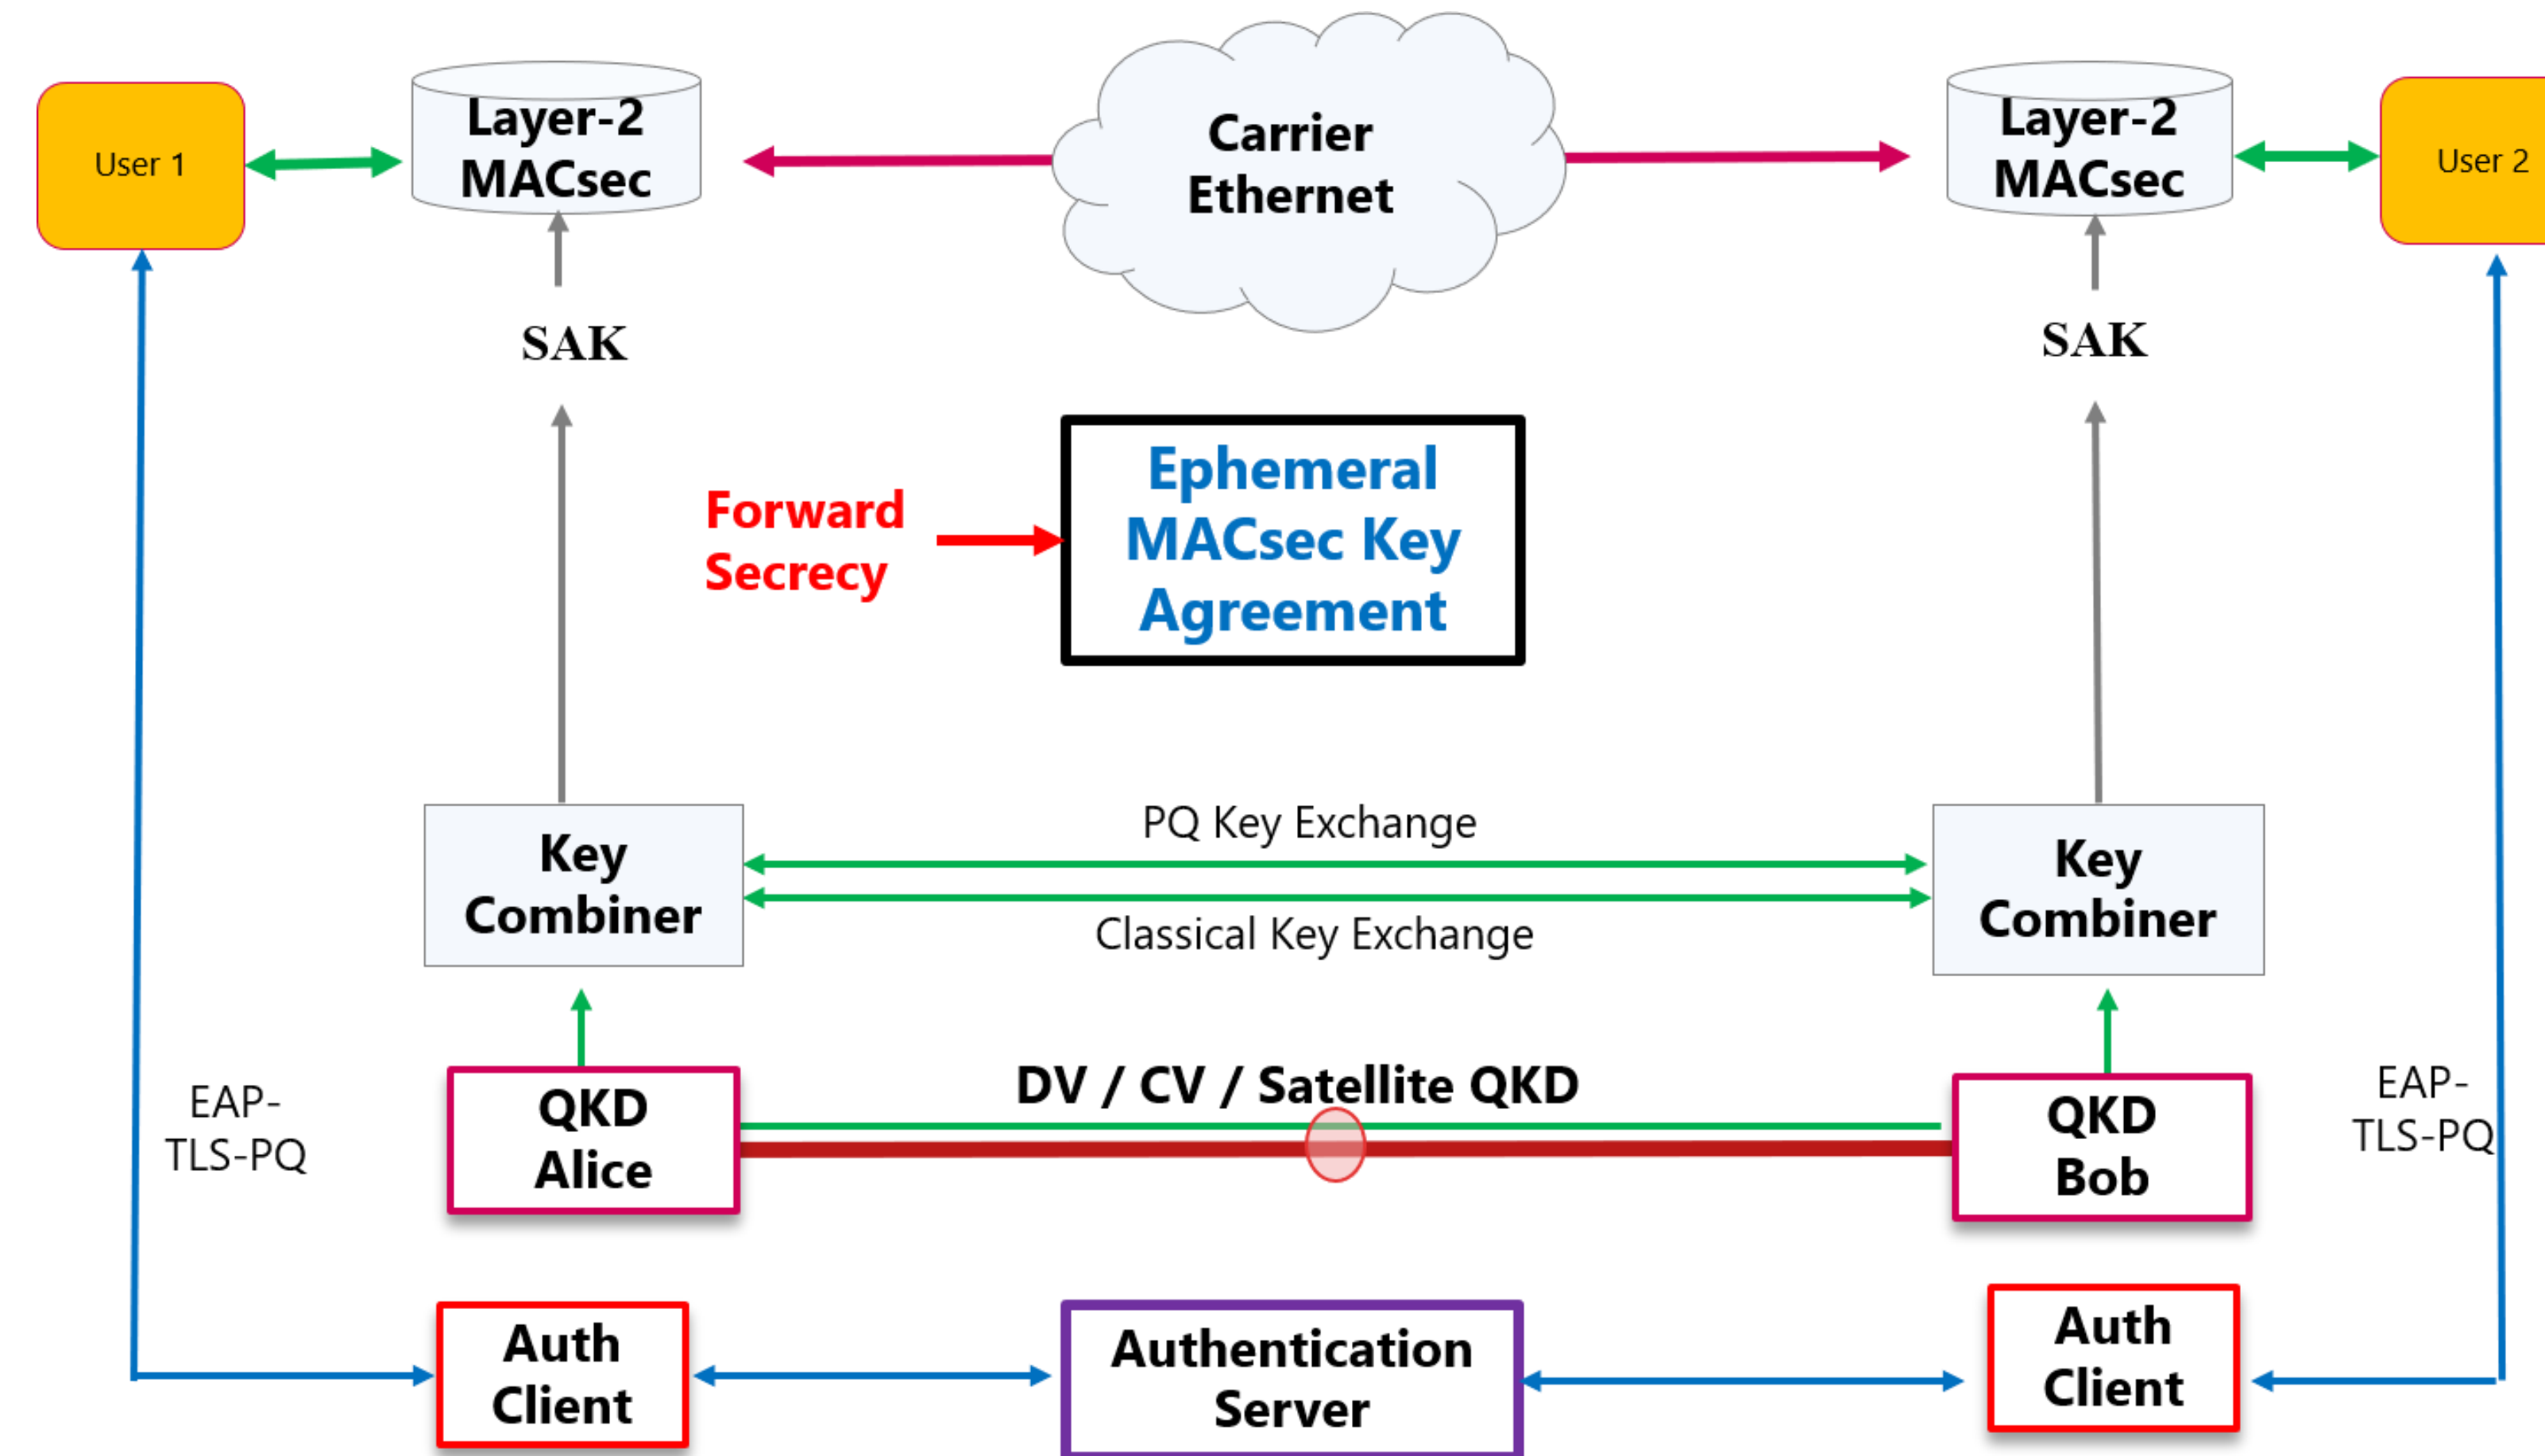 User 1
Layer-2
MACsec
Carrier
Ethernet
Layer-2
MACsec
User 2
SAK
SAK
Forward
Secrecy
Ephemeral
MACsec Key
Agreement
Key
Combiner
PQ Key Exchange
Classical Key Exchange
Key
Combiner
EAP-
TLS-PQ
QKD
Alice
DV / CV / Satellite QKD
QKD
Bob
EAP-
TLS-PQ
Auth
Client
Authentication
Server
Auth
Client